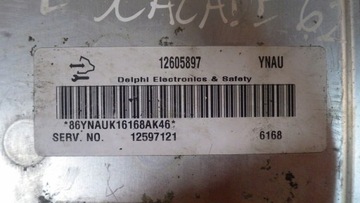 12605897 YNAU
Delphi Electronics & Safety
*86YNAUK16168AK46*
SERV. NO. 12597121 6168